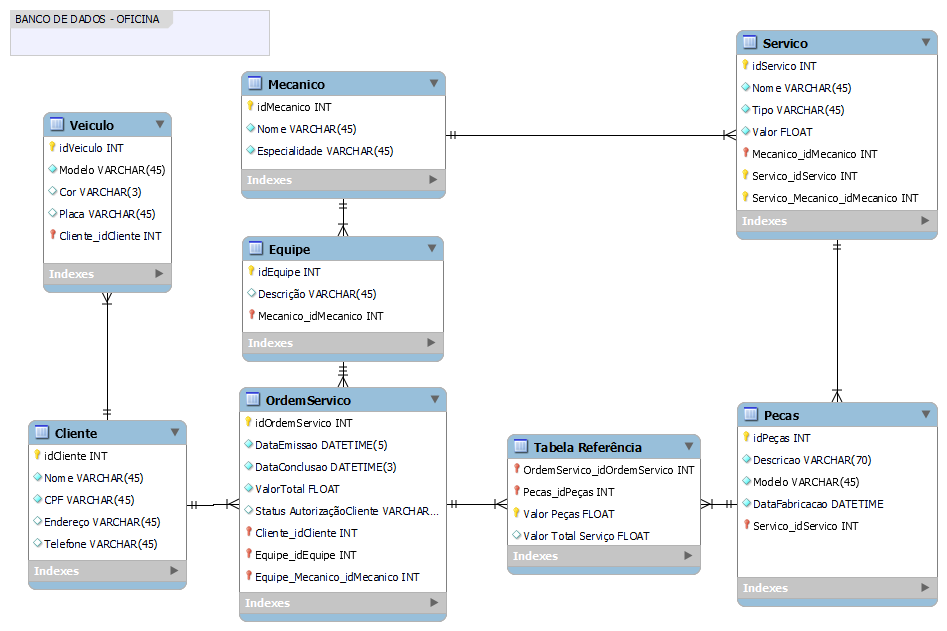 BANCO DE DADOS - OFICINA
Veiculo
idVeiculo INT
Modelo VARCHAR(45)
Cor VARCHAR(3)
Placa VARCHAR(45)
Cliente_idCliente INT
Indexes
Cliente
idCliente INT
Nome VARCHAR(45)
CPF VARCHAR(45)
Endereço VARCHAR(45)
Telefone VARCHAR(45)
Indexes
Mecanico
idMecanico INT
Nome VARCHAR(45)
Especialidade VARCHAR(45)
Indexes
Equipe
idEquipe INT
Descrição VARCHAR(45)
Mecanico_idMecanico INT
Indexes
OrdemServico
idOrdemServico INT
DataEmissao DATETIME(5)
DataConclusao DATETIME(3)
ValorTotal FLOAT
Status AutorizaçãoCliente VARCHAR...
Cliente_idCliente INT
Equipe_idEquipe INT
Equipe_Mecanico_idMecanico INT
Indexes
Tabela Referência
OrdemServico_idOrdemServico INT
Pecas_idPeças INT
Valor Peças FLOAT
Valor Total Serviço FLOAT
Indexes
Servico
idServico INT
Nome VARCHAR(45)
Tipo VARCHAR(45)
Valor FLOAT
Mecanico_idMecanico INT
Servico_idServico INT
Servico_Mecanico_idMecanico INT
Indexes
Pecas
idPeças INT
Descricao VARCHAR(70)
Modelo VARCHAR(45)
DataFabricacao DATETIME
Servico_idServico INT
Indexes